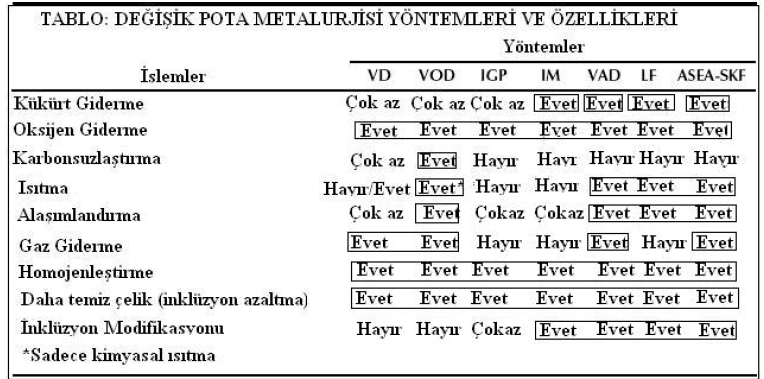 TABLO: DEĞİŞİK POTA METALURJİSİ YÖNTEMLERİ VE ÖZELLİKLERİ
Yöntemler
İşlemler VD VOD IGP IM VAD LF ASEA-SKF
Kükürt Giderme Çok az Çok az Çok az Evet Evet Evet Evet
Oksijen Giderme Evet Evet Evet Evet Evet Evet Evet
Karbonsuzlaştırma Çok az Evet Hayır Hayı Hayır Hayır Hayır
Isıtma Hayır/Evet Evet* Hayır Hayır Evet Evet Evet
Alaşımlandırma Çok az Evet Çokaz Çokaz Evet Evet Evet
Gaz Giderme Evet Evet Hayır Hayır Evet Hayır Evet
Homojenleştirme Evet Evet Evet Evet Evet Evet Evet
Daha temiz çelik (inklüzyon azaltma) Evet Evet Evet Evet Evet Evet Evet
İnklüzyon Modifikasyonu Hayır Hayır Çokaz Evet Evet Evet Evet
*Sadece kimyasal ısıtma